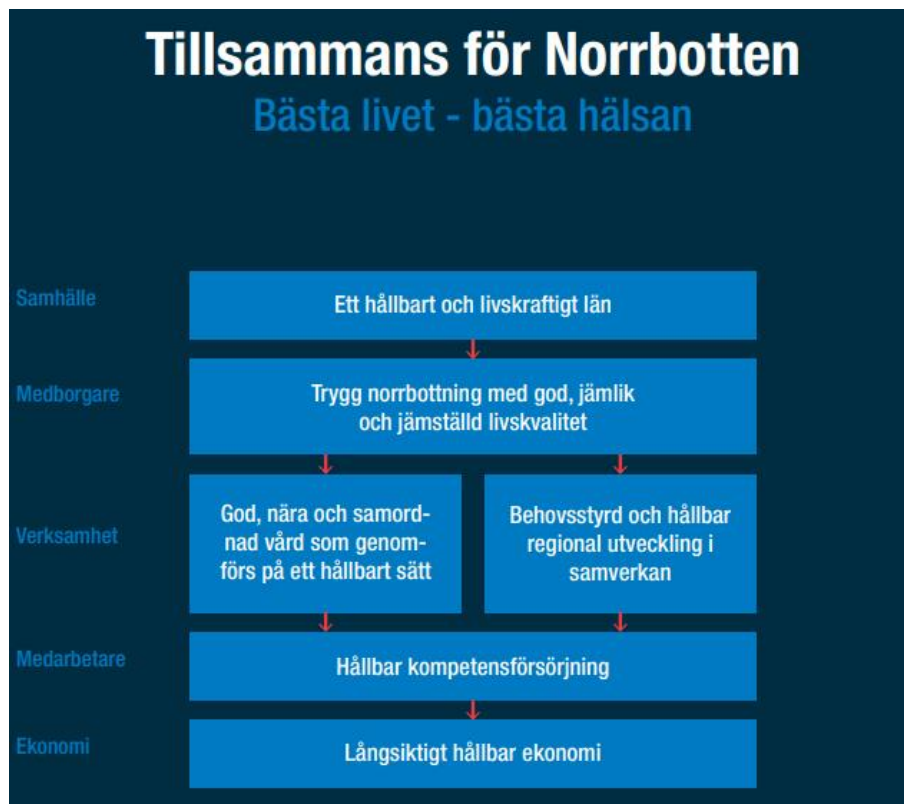 Tillsammans för Norrbotten
Bästa livet - bästa hälsan
Samhälle
Ett hållbart och livskraftigt län
Medborgare
Trygg norrbottning med god, jämlik
och jämställd livskvalitet
Verksamhet
God, nära och samord-
nad vård som genom-
förs på ett hållbart sätt
Behovsstyrd och hållbar
regional utveckling i
samverkan
Medarbetare
Hållbar kompetensförsörjning
Ekonomi
Långsiktigt hållbar ekonomi